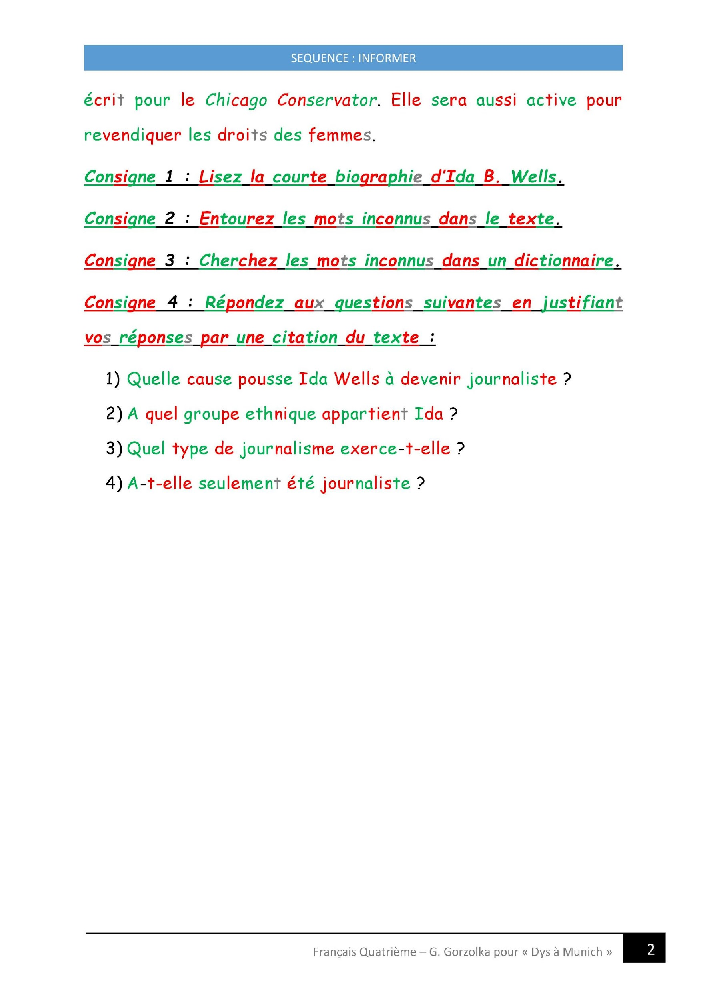 SEQUENCE : INFORMER
écrit pour le Chicago Conservator. Elle sera aussi active pour
revendiquer les droits des femmes.
Consigne 1 : Lisez la courte biographie d'Ida B. Wells.
Consigne 2 : Entourez les mots inconnus dans le texte.
Consigne 3 : Cherchez les mots inconnus dans un dictionnaire.
Consigne 4 : Répondez aux questions suivantes en justifiant
vos réponses par une citation du texte :
1) Quelle cause pousse Ida Wells à devenir journaliste ?
2) A quel groupe ethnique appartient Ida ?
3) Quel type de journalisme exerce-t-elle ?
4) A-t-elle seulement été journaliste ?
Français Quatrième – G. Gorzolka pour « Dys à Munich »
2